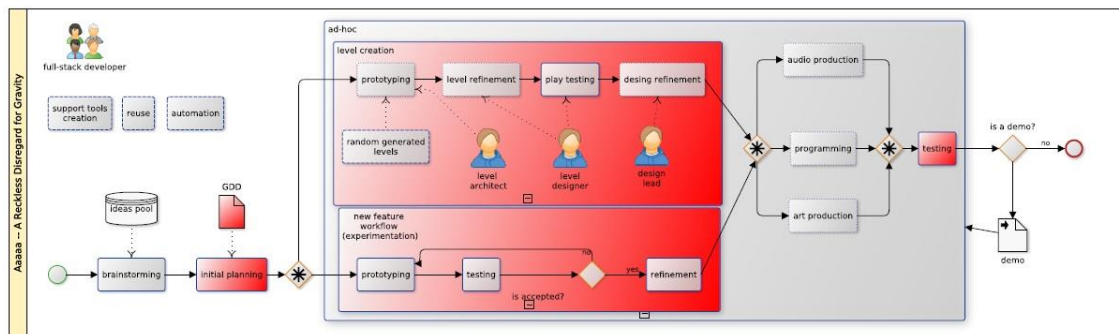 Aaaaa -- A Reckless Disregard for Gravity
full-stack developer
support tools
creation
reuse
automation
ideas pool
GDD
brainstorming
initial planning
ad-hoc
level creation
prototyping
level refinement
play testing
desing refinement
random generated
levels
level
architect
level
designer
design
lead
new feature
workflow
(experimentation)
prototyping
testing
no
is accepted?
yes
refinement
audio production
programming
art production
testing
is a demo?
no
demo